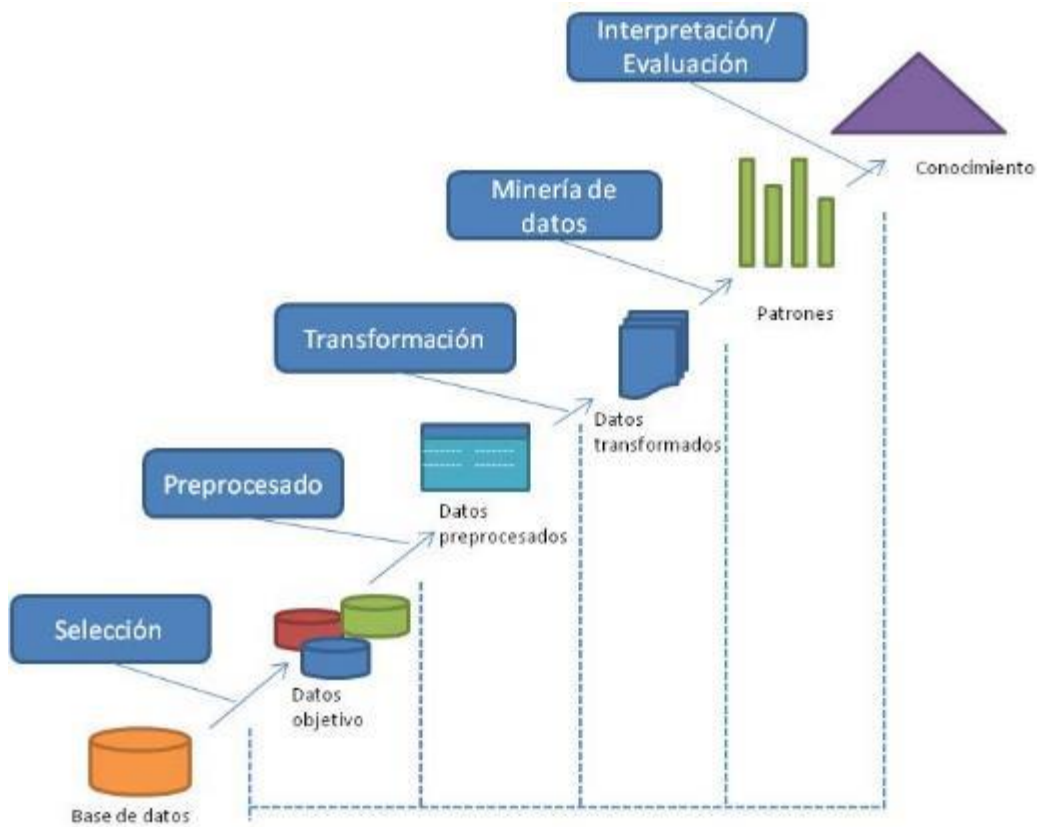 Interpretación/
Evaluación
Conocimiento
Minería de
datos
Patrones
Transformación
Datos
transformados
Preprocesado
Datos
preprocesados
Selección
Datos
objetivo
Base de datos